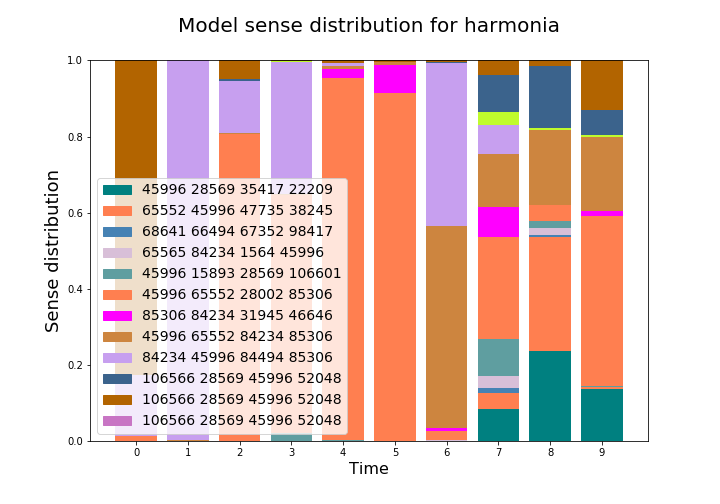 Model sense distribution for harmonia
Sense distribution
1.0
0.8
0.6
0.4
0.2
0.0
45996 28569 35417 22209
65552 45996 47735 38245
68641 66494 67352 98417
65565 84234 1564 45996
45996 15893 28569 106601
45996 65552 28002 85306
85306 84234 31945 46646
45996 65552 84234 85306
84234 45996 84494 85306
106566 28569 45996 52048
106566 28569 45996 52048
106566 28569 45996 52048
0 1 2 3 4 5 6 7 8 9
Time